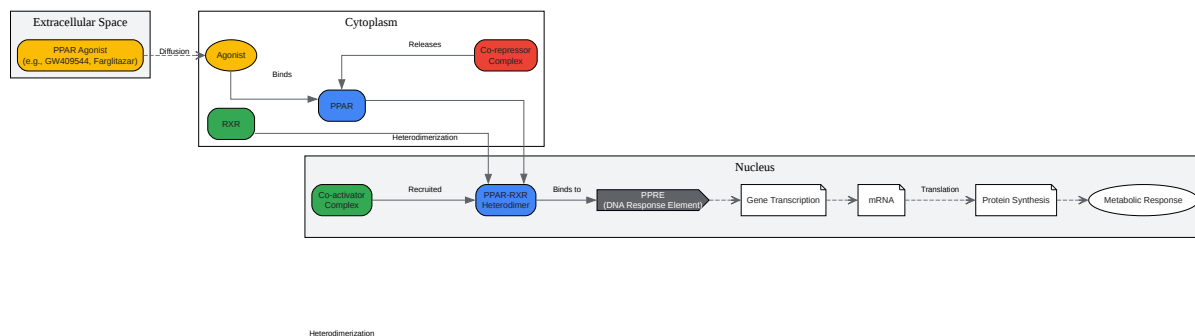 Extracellular Space
PPAR Agonist
(e.g., GW409544, Farglitazar)
Diffusion
Cytoplasm
Agonist
Releases
Co-repressor
Complex
Binds
PPAR
RXR
Heterodimerization
Nucleus
Co-activator
Complex
Recruited
PPAR-RXR
Heterodimer
Binds to
PPRE
(DNA Response Element)
Gene Transcription
mRNA
Translation
Protein Synthesis
Metabolic Response
Heterodimerization